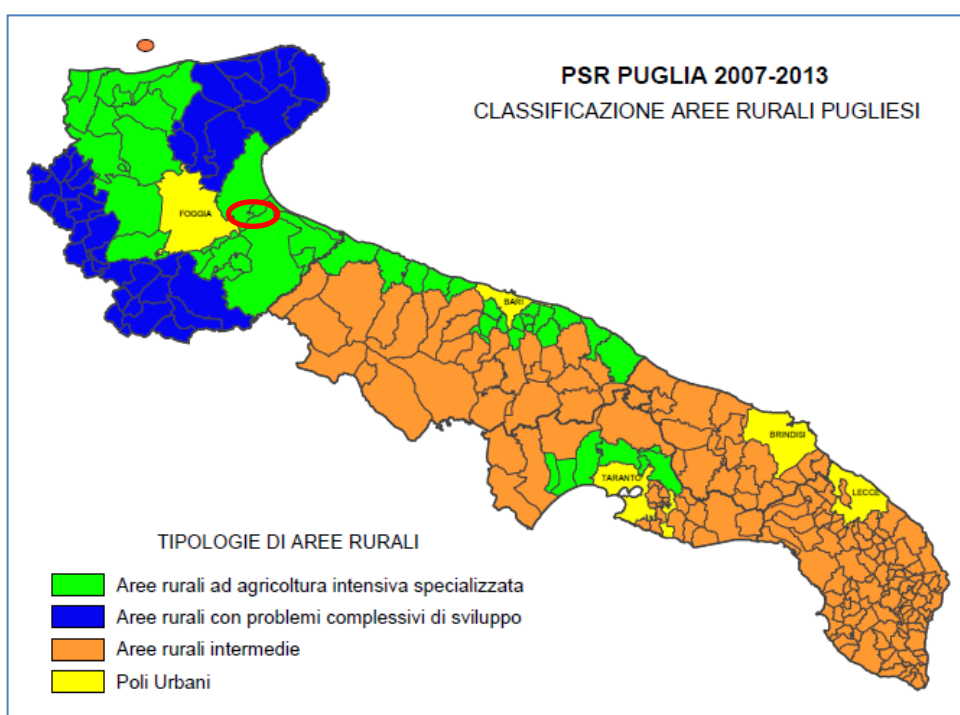 PSR PUGLIA 2007-2013
CLASSIFICAZIONE AREE RURALI PUGLIESI
FOGGIA
BARI
BRINDISI
TARANTO
LECCE
TIPOLOGIE DI AREE RURALI
Aree rurali ad agricoltura intensiva specializzata
Aree rurali con problemi complessivi di sviluppo
Aree rurali intermedie
Poli Urbani